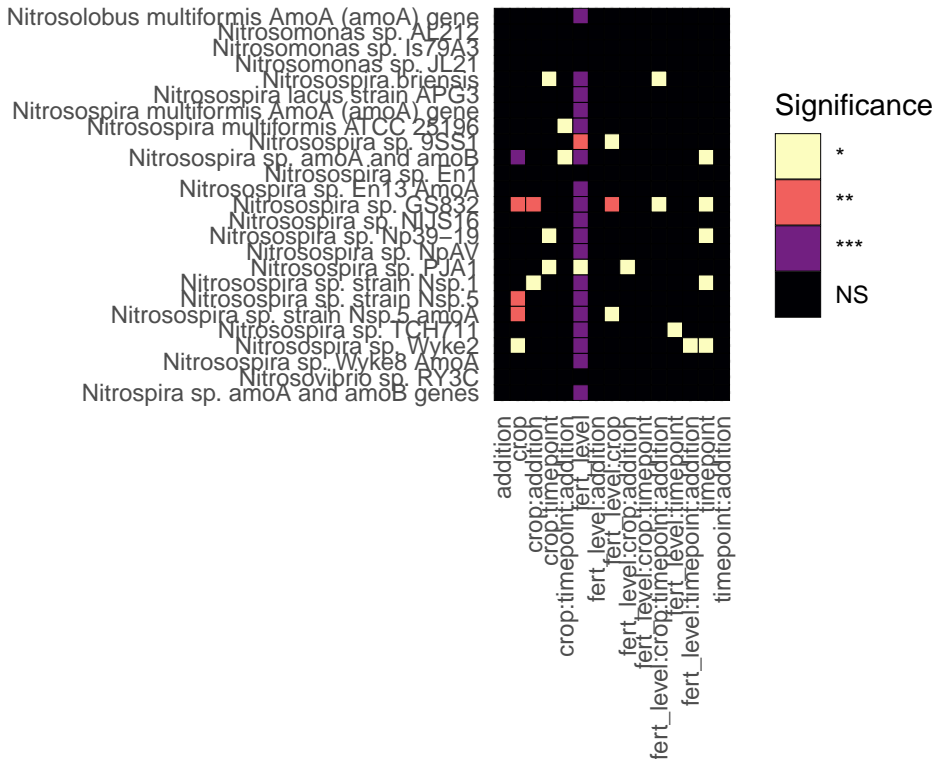 Nitrosolobus multiformis AmoA (amoA) gene
Nitrosomonas sp. AL212
Nitrosomonas sp. Is79A3
Nitrosomonas sp. JL21
Nitrosospira briensis
Nitrosospira lacus strain APG3
Nitrosospira multiformis AmoA (amoA) gene
Nitrosospira multiformis ATCC 25196
Nitrosospira sp. 9SS1
Nitrosospira sp. amoA and amoB
Nitrosospira sp. En1
Nitrosospira sp. En13 AmoA
Nitrosospira sp. GS832
Nitrosospira sp. NIJS16
Nitrosospira sp. Np39−19
Nitrosospira sp. NpAV
Nitrosospira sp. PJA1
Nitrosospira sp. strain Nsp.1
Nitrosospira sp. strain Nsp.5
Nitrosospira sp. strain Nsp.5 amoA
Nitrosospira sp. TCH711
Nitrosospira sp. Wyke2
Nitrosospira sp. Wyke8 AmoA
Nitrosovibrio sp. RY3C
Nitrospira sp. amoA and amoB genes
addition
crop
crop:addition
crop:timepoint
crop:timepoint:addition
fert_level
fert_level:addition
fert_level:crop
fert_level:crop:addition
fert_level:crop:timepoint
fert_level:crop:timepoint:addition
fert_level:timepoint
fert_level:timepoint:addition
timepoint
timepoint:addition
Significance
*
**
***
NS